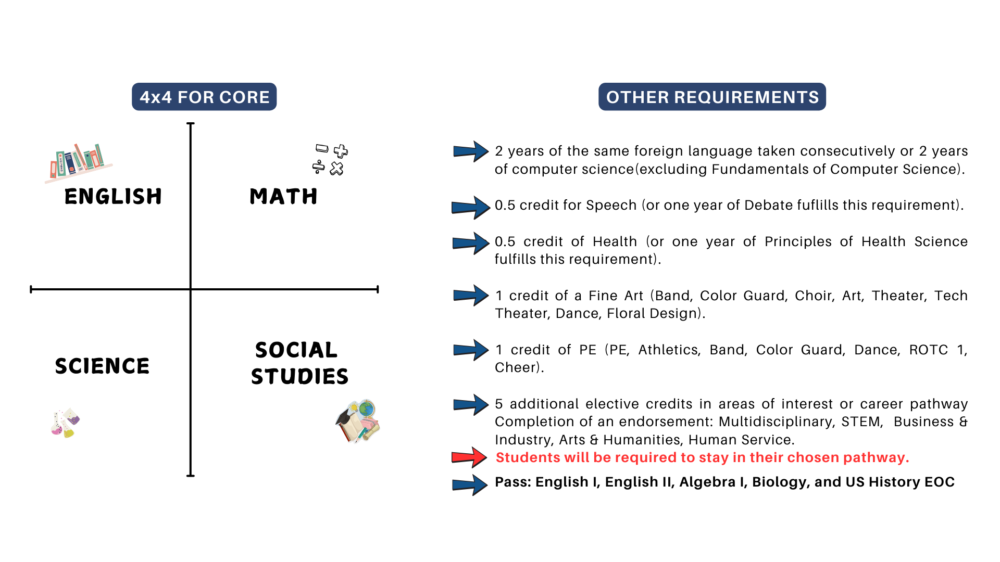 4x4 FOR CORE
ENGLISH
ENGLISH
MATH
SCIENCE
SOCIAL
STUDIES
OTHER REQUIREMENTS
2 years of the same foreign language taken consecutively or 2 years
of computer science(excluding Fundamentals of Computer Science).
0.5 credit for Speech (or one year of Debate fuflills this requirement).
0.5 credit of Health (or one year of Principles of Health Science
fulfills this requirement).
1 credit of a Fine Art (Band, Color Guard, Choir, Art, Theater, Tech
Theater, Dance, Floral Design).
1 credit of PE (PE, Athletics, Band, Color Guard, Dance, ROTC 1,
Cheer).
5 additional elective credits in areas of interest or career pathway
Completion of an endorsement: Multidisciplinary, STEM, Business &
Industry, Arts & Humanities, Human Service.
Students will be required to stay in their chosen pathway.
Pass: English I, English II, Algebra I, Biology, and US History EOC